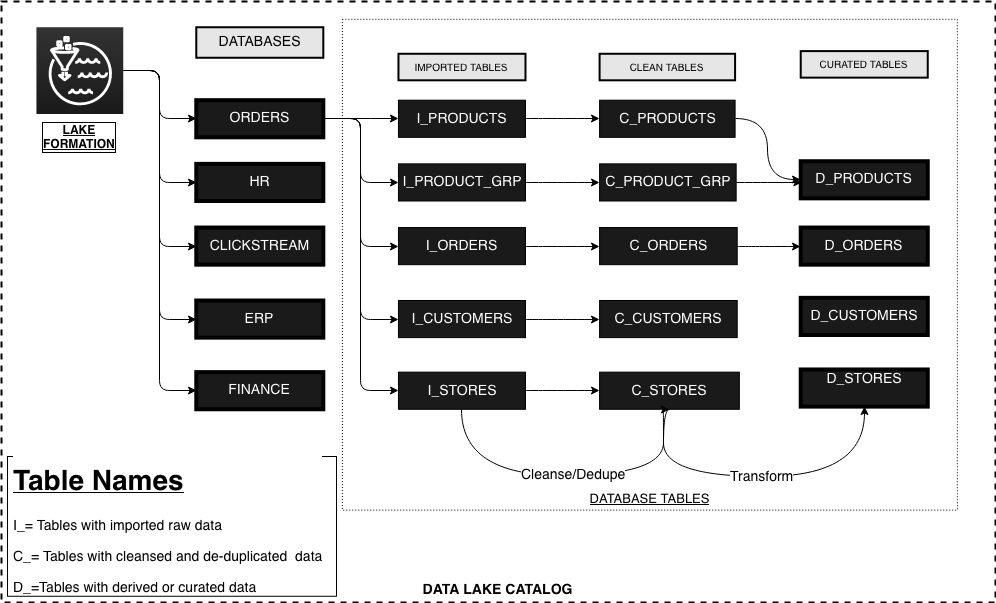 LAKE
FORMATION
DATABASES
ORDERS
HR
CLICKSTREAM
ERP
FINANCE
IMPORTED TABLES
CLEAN TABLES
CURATED TABLES
I_PRODUCTS
C_PRODUCTS
I_PRODUCT_GRP
C_PRODUCT_GRP
D_PRODUCTS
I_ORDERS
C_ORDERS
D_ORDERS
I_CUSTOMERS
C_CUSTOMERS
D_CUSTOMERS
I_STORES
C_STORES
D_STORES
Cleanse/Dedupe
Transform
DATABASE TABLES
Table Names
I_= Tables with imported raw data
C_= Tables with cleansed and de-duplicated  data
D_=Tables with derived or curated data
DATA LAKE CATALOG